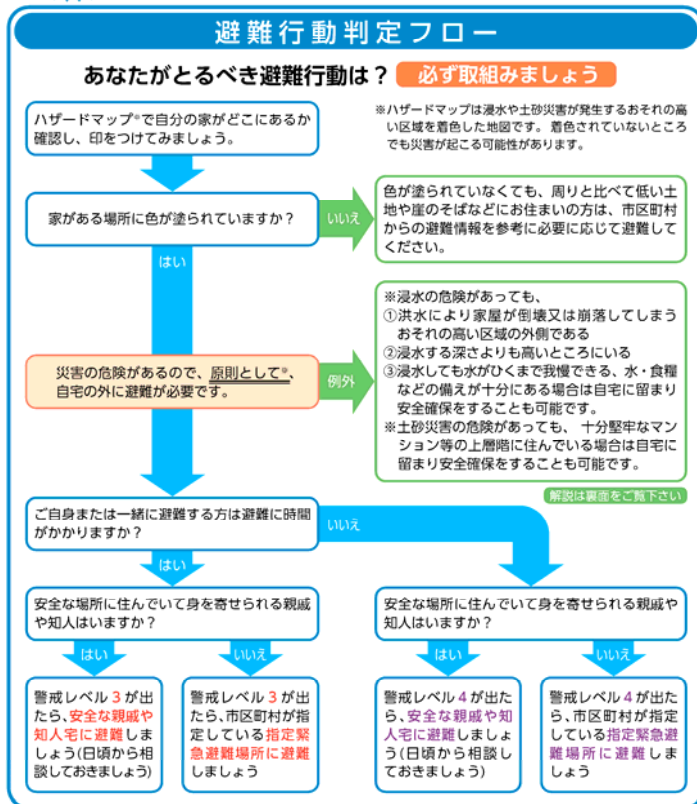 避難行動判定フロー
あなたがとるべき避難行動は？ 必ず取組みましょう
ハザードマップ※で自分の家がどこにあるか
確認し、印をつけてみましょう。
※ハザードマップは浸水や土砂災害が発生するおそれの高
い区域を着色した地図です。着色されていないところ
でも災害が起こる可能性があります。
家がある場所に色が塗られていますか？
いいえ
色が塗られていなくても、周りと比べて低い土
地や崖のそばなどにお住まいの方は、市区町村
からの避難情報を参考に必要に応じて避難して
ください。
はい
災害の危険があるので、原則として※、
自宅の外に避難が必要です。
例外
※浸水の危険があっても、
①洪水により家屋が倒壊又は崩落してしまう
おそれの高い区域の外側である
②浸水する深さよりも高いところにいる
③浸水しても水がひくまで我慢できる、水・食糧
などの備えが十分にある場合は自宅に留まり
安全確保をすることも可能です。
※土砂災害の危険があっても、十分堅牢なマン
ション等の上層階に住んでいる場合は自宅に
留まり安全確保をすることも可能です。
解説は裏面をご覧下さい
ご自身または一緒に避難する方は避難に時間
がかかりますか？
いいえ
はい
安全な場所に住んでいて身を寄せられる親戚
や知人はいますか？
はい
いいえ
警戒レベル3が出
たら、安全な親戚や
知人宅に避難しま
しょう(日頃から相
談しておきましょう)
警戒レベル3が出
たら、市区町村が指
定している指定緊
急避難場所に避難
しましょう
安全な場所に住んでいて身を寄せられる親戚
や知人はいますか？
はい
いいえ
警戒レベル4が出た
ら、安全な親戚や知
人宅に避難しましょ
う(日頃から相談し
ておきましょう)
警戒レベル4が出た
ら、市区町村が指定
している指定緊急避
難場所に避難しま
しょう